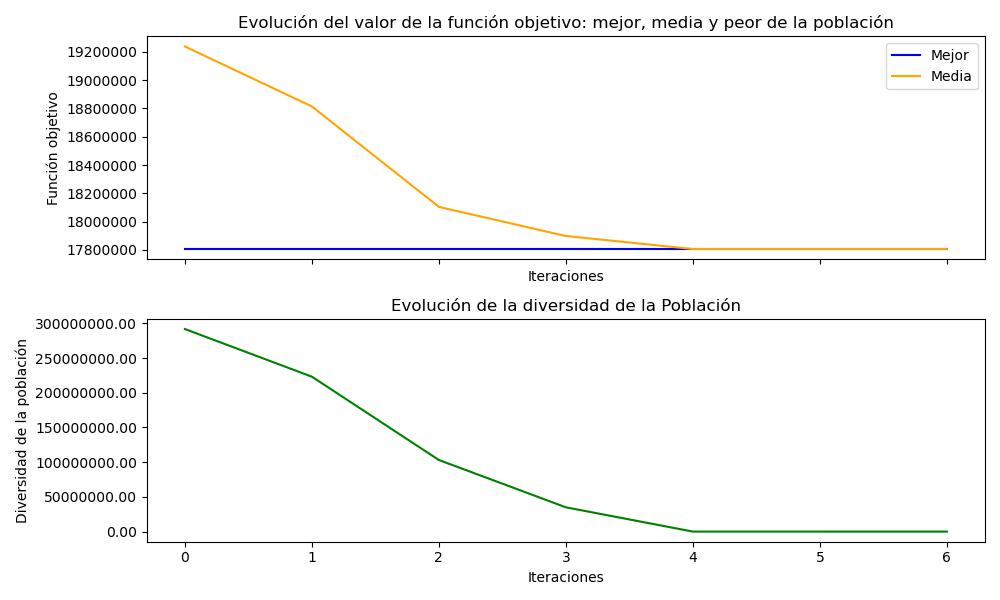 Evolución del valor de la función objetivo: mejor, media y peor de la población
Función objetivo
19200000
19000000
18800000
18600000
18400000
18200000
18000000
17800000
Mejor
Media
Iteraciones
Evolución de la diversidad de la Población
Diversidad de la población
300000000.00
250000000.00
200000000.00
150000000.00
100000000.00
50000000.00
0.00
0 1 2 3 4 5 6
Iteraciones